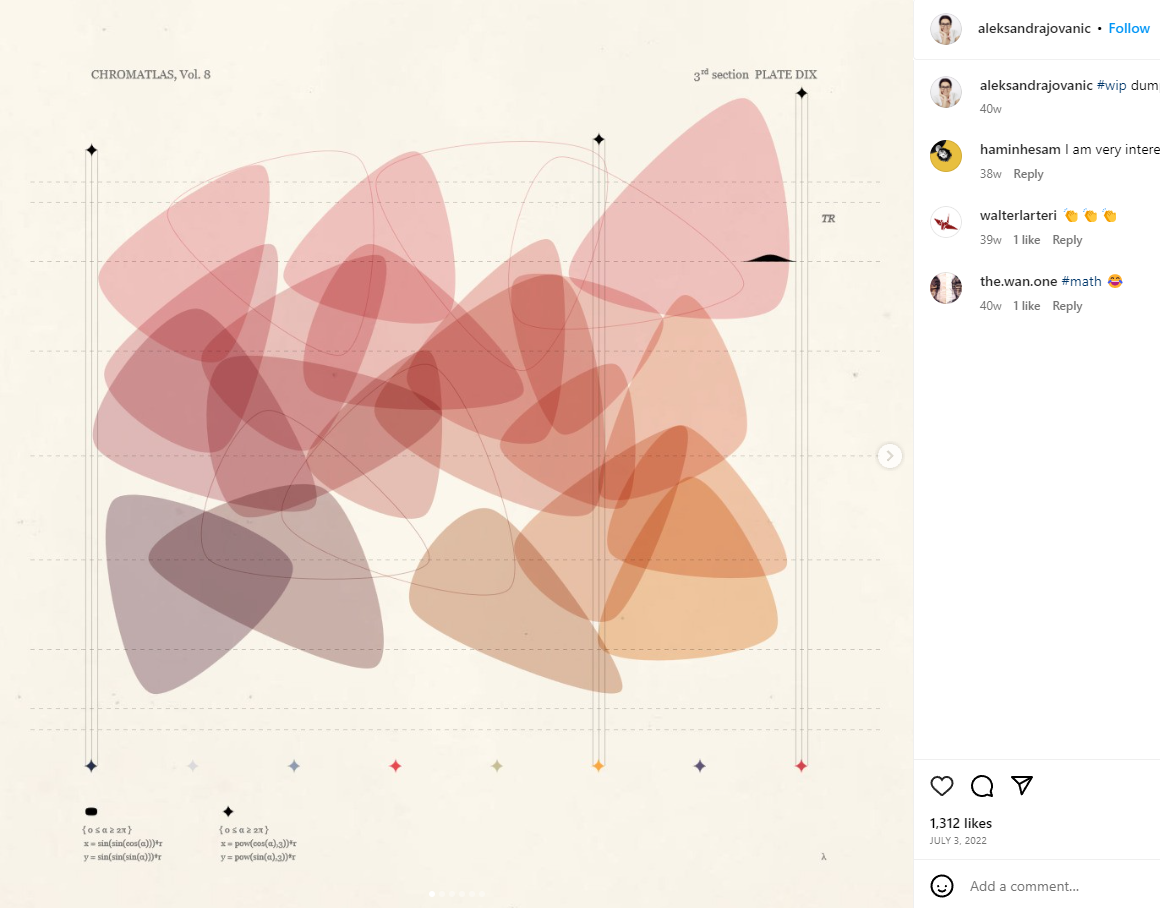 CHROMATLAS, Vol. 8
3rd section PLATE DIX
TR
{ 0 ≤ α ≥ 2π }
x = sin(sin(cos(α)))*r
y = sin(sin(sin(α)))*r
{ 0 ≤ α ≥ 2π }
x = pow(cos(α),3))*r
y = pow(sin(α),3))*r
λ
aleksandrajovanic • Follow
aleksandrajovanic #wip dum
40w
haminhesam I am very intere
38w Reply
walterlarteri 👏👏👏
39w 1 like Reply
the.wan.one #math 😂
40w 1 like Reply
1,312 likes
JULY 3, 2022
Add a comment...